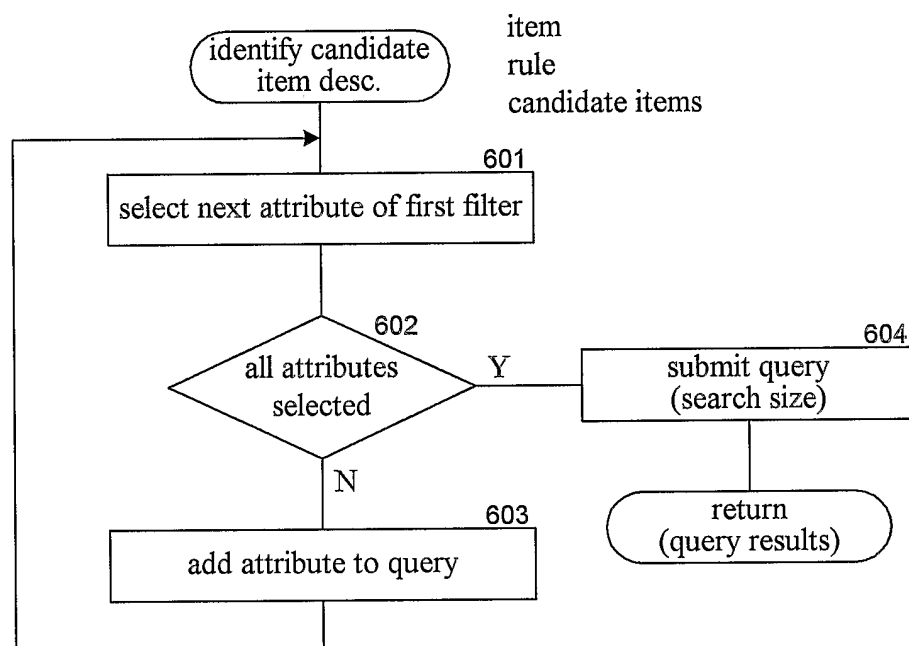 identify candidate
item desc.
item
rule
candidate items
601
select next attribute of first filter
602
all attributes
selected
Y
N
604
submit query
(search size)
603
add attribute to query
return
(query results)